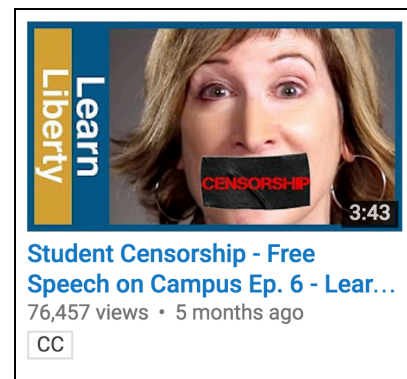 Learn
Liberty
CENSORSHIP
3:43
Student Censorship - Free
Speech on Campus Ep. 6 - Lear...
76,457 views • 5 months ago
CC